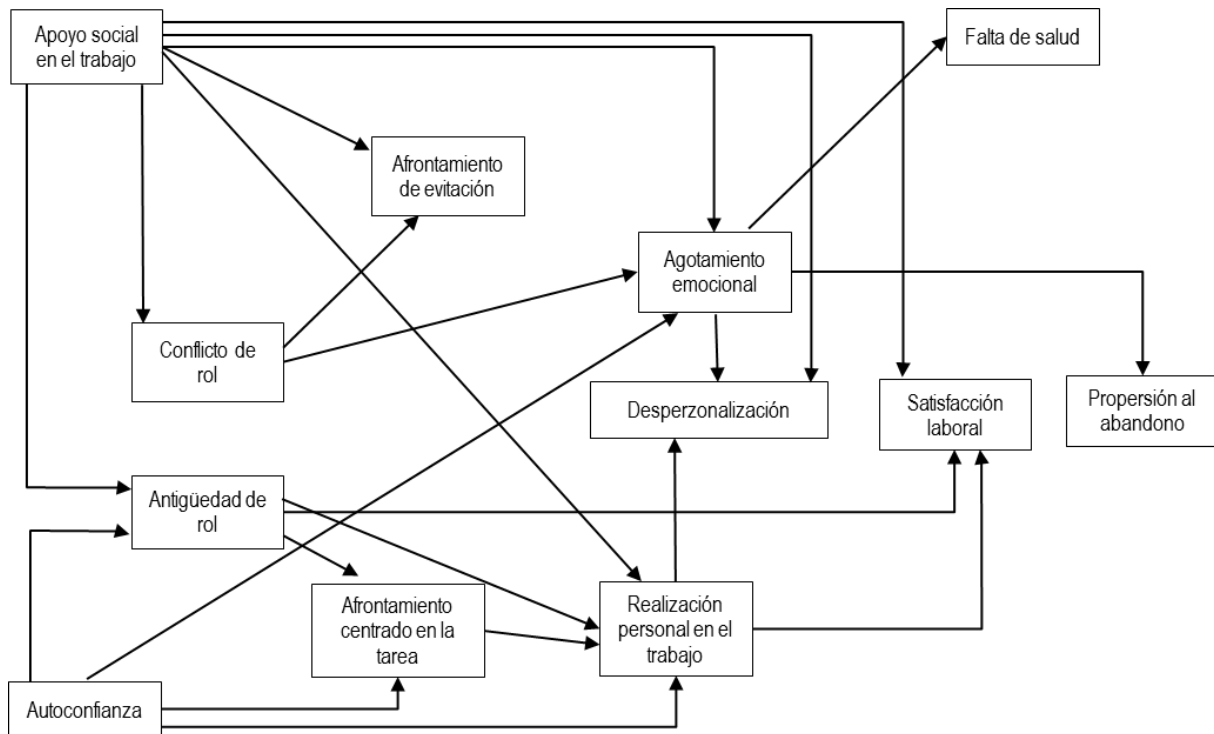 Apoyo social
en el trabajo
Falta de salud
Afrontamiento
de evitación
Agotamiento
emocional
Conflicto de
rol
Desperzonalización
Satisfacción
laboral
Propersión al
abandono
Antigüedad de
rol
Afrontamiento
centrado en la
tarea
Realización
personal en el
trabajo
Autoconfianza